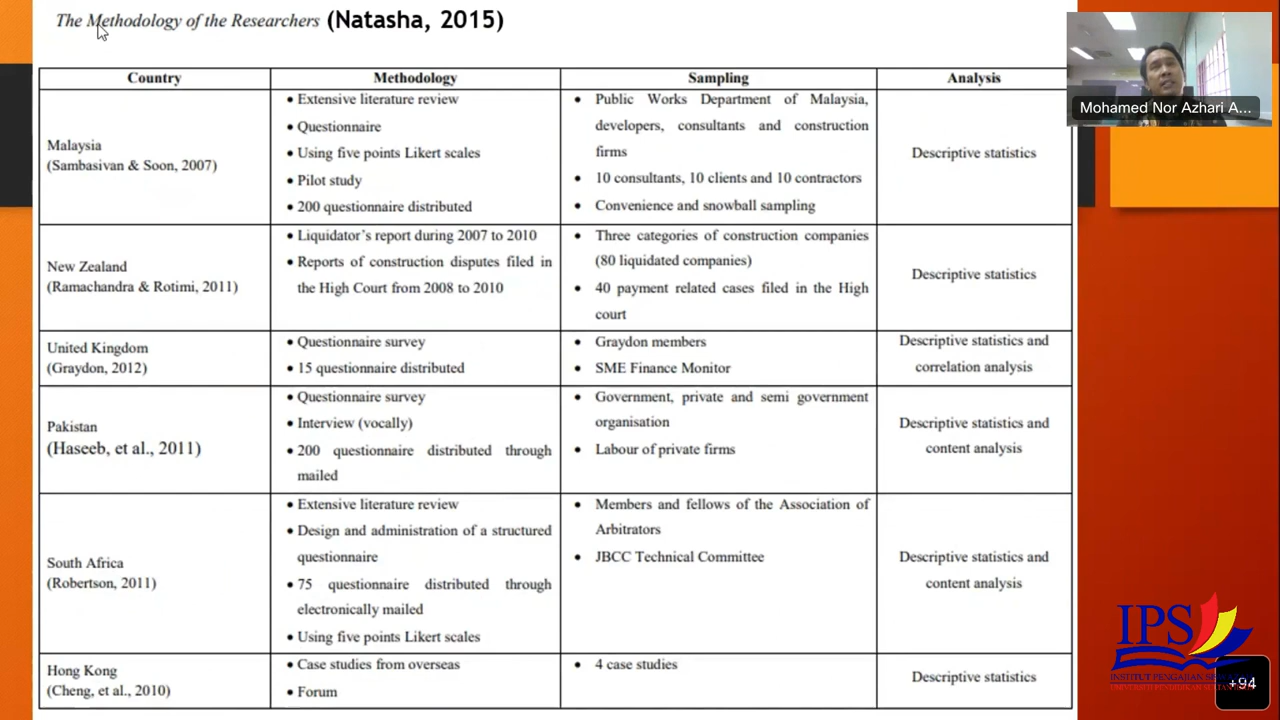 The Methodology of the Researchers (Natasha, 2015)
Country Methodology Sampling Analysis
Malaysia
(Sambasivan & Soon, 2007)
• Extensive literature review
• Questionnaire
• Using five points Likert scales
• Pilot study
• 200 questionnaire distributed
• Public Works Department of Malaysia,
developers, consultants and construction
firms
• 10 consultants, 10 clients and 10 contractors
• Convenience and snowball sampling
Descriptive statistics
New Zealand
(Ramachandra & Rotimi, 2011)
• Liquidator's report during 2007 to 2010
• Reports of construction disputes filed in
the High Court from 2008 to 2010
• Three categories of construction companies
(80 liquidated companies)
• 40 payment related cases filed in the High
court
Descriptive statistics
United Kingdom
(Graydon, 2012)
• Questionnaire survey
• 15 questionnaire distributed
• Graydon members
• SME Finance Monitor
Descriptive statistics and
correlation analysis
Pakistan
(Haseeb, et al., 2011)
• Questionnaire survey
• Interview (vocally)
• 200 questionnaire distributed through
mailed
• Government, private and semi government
organisation
• Labour of private firms
Descriptive statistics and
content analysis
South Africa
(Robertson, 2011)
• Extensive literature review
• Design and administration of a structured
questionnaire
• 75 questionnaire distributed through
electronically mailed
• Using five points Likert scales
• Members and fellows of the Association of
Arbitrators
• JBCC Technical Committee
Descriptive statistics and
content analysis
Hong Kong
(Cheng, et al., 2010)
• Case studies from overseas
• Forum
• 4 case studies
Descriptive statistics
Mohamed Nor Azhari A...
IPS
INSTITUT PENGAJIAN
UNIVERSITI PENDIDIKAN
+94